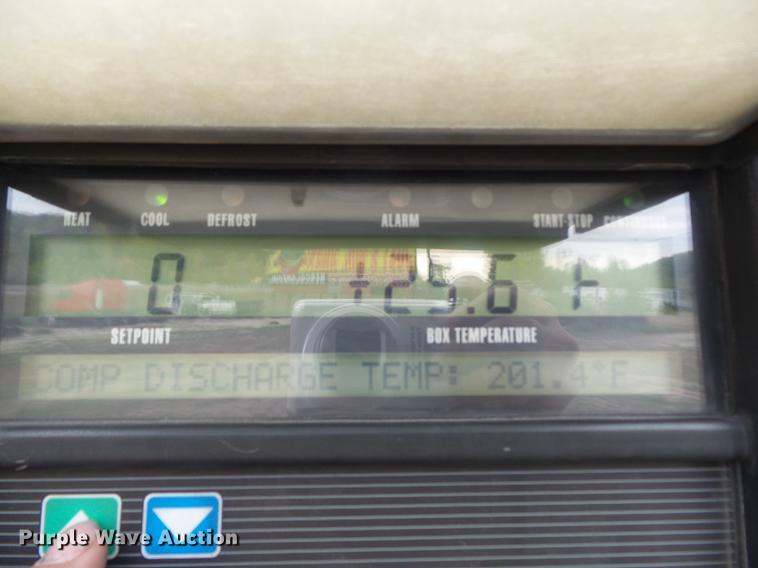 HEAT COOL DEFROST ALARM START-STOP CONTINUOUS
0 +25.6 F
SETPOINT BOX TEMPERATURE
COMP DISCHARGE TEMP: 201.4°F
Purple Wave Auction®